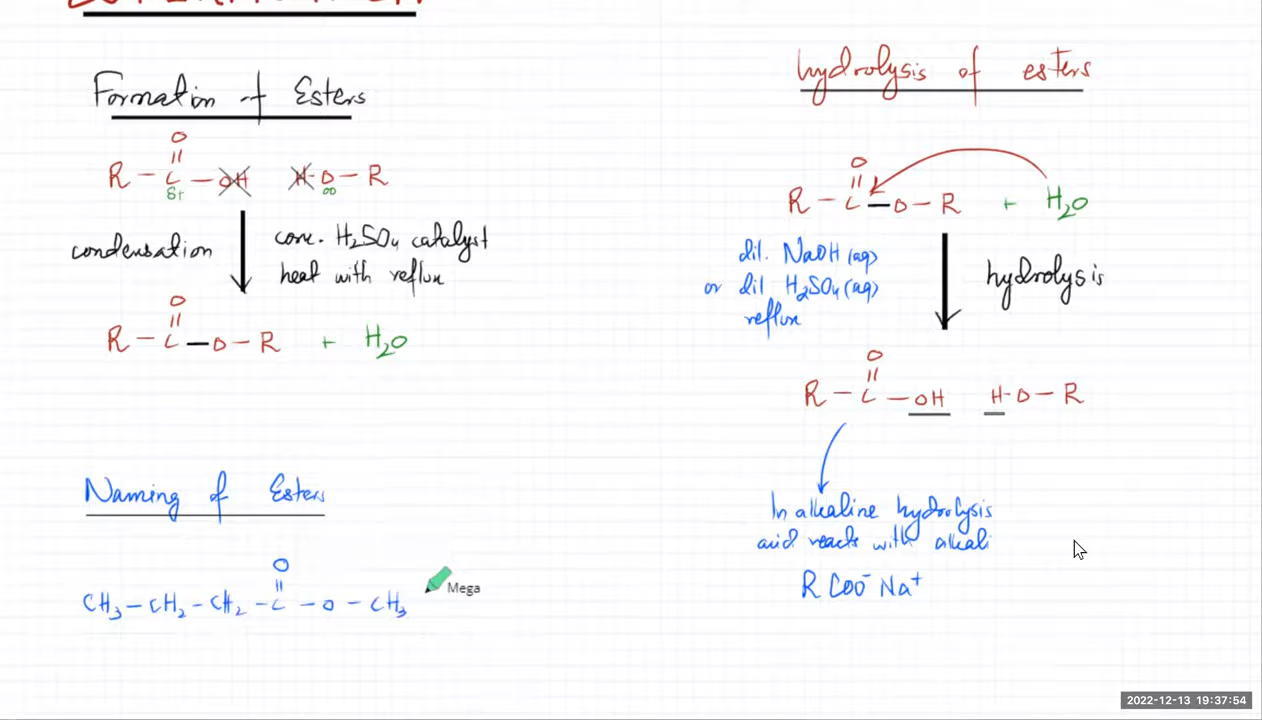 Formation of Esters
O
||
R – C – OH H-O – R
δ+
condensation
conc. H2SO4 catalyst
heat with reflux
O
||
R – C – O – R + H2O
Naming of Esters
O
||
CH3 – CH2 – CH2 – C – O – CH3
Mega
hydrolysis of esters
O
||
R – C – O – R + H2O
dil. NaOH (aq)
or dil H2SO4 (aq)
reflux
hydrolysis
O
||
R – C – OH H-O – R
In alkaline hydrolysis
acid reacts with alkali
R COO- Na+
2022-12-13 19:37:54